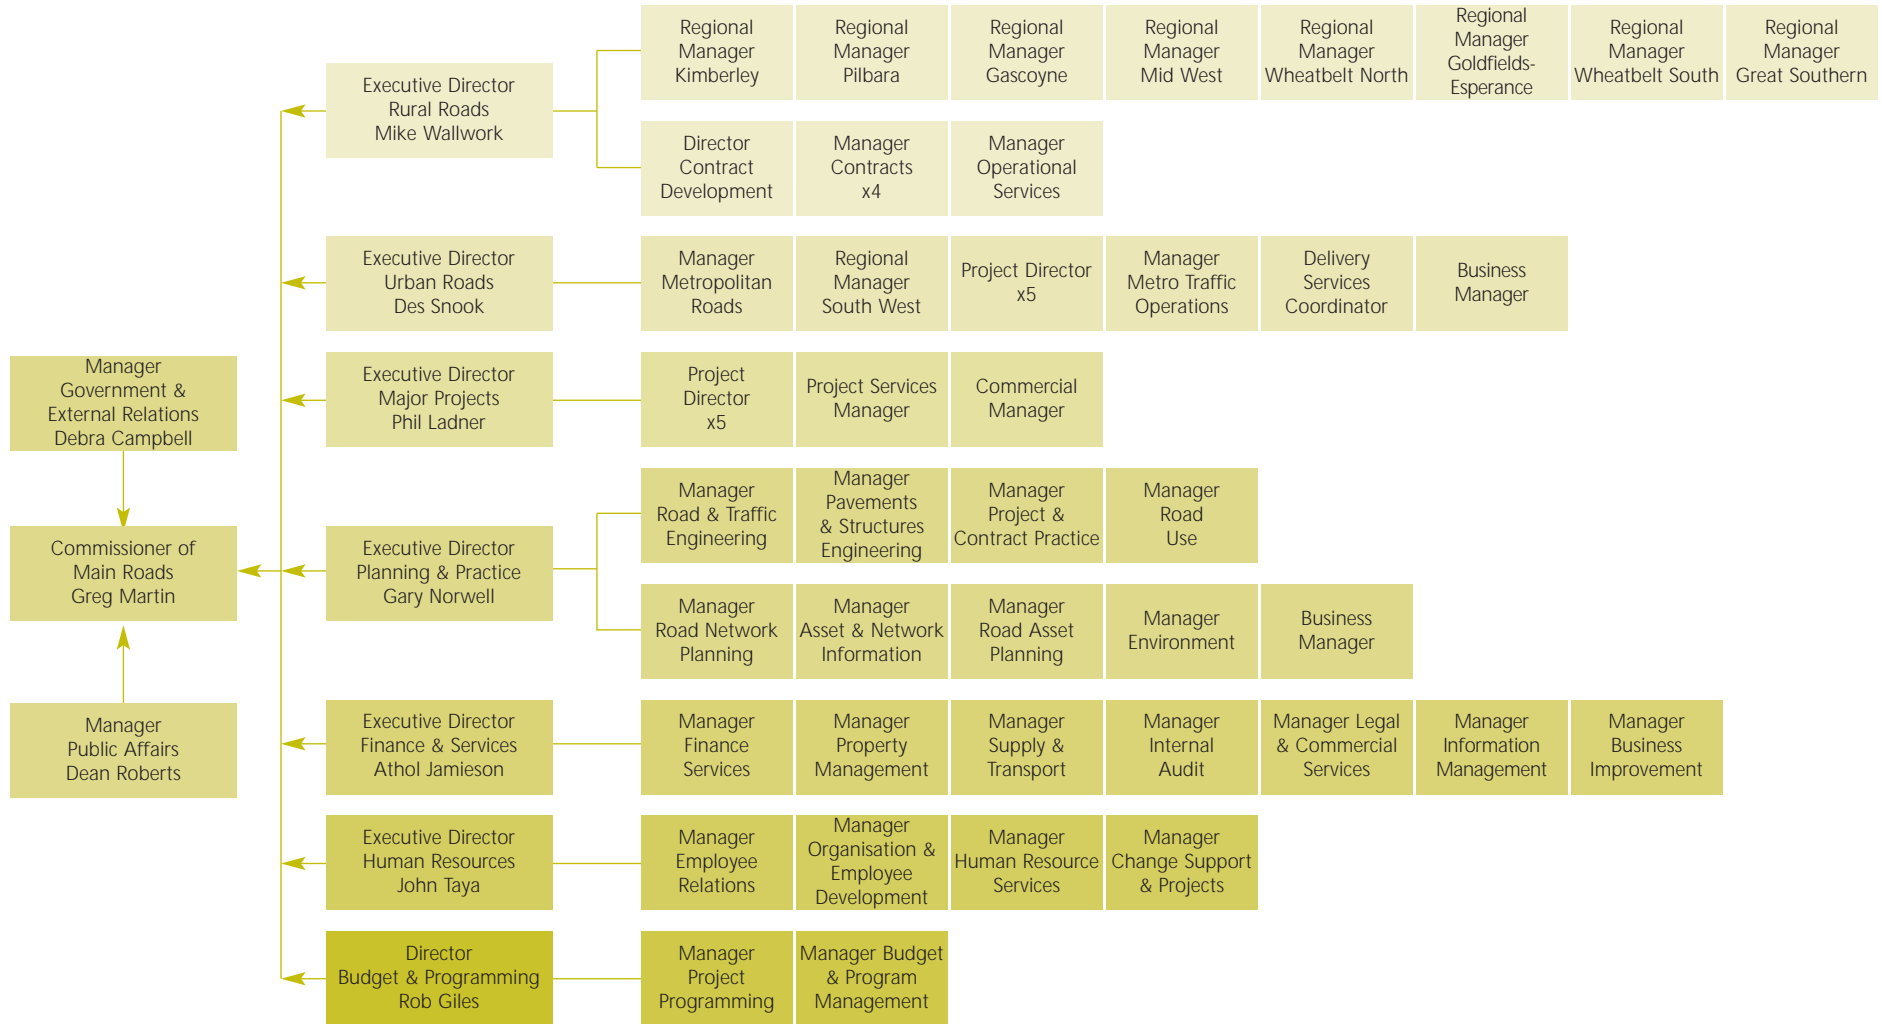 Regional
Manager
Kimberley
Regional
Manager
Pilbara
Regional
Manager
Gascoyne
Regional
Manager
Mid West
Regional
Manager
Wheatbelt North
Regional
Manager
Goldfields-
Esperance
Regional
Manager
Wheatbelt South
Regional
Manager
Great Southern
Executive Director
Rural Roads
Mike Wallwork
Director
Contract
Development
Manager
Contracts
x4
Manager
Operational
Services
Executive Director
Urban Roads
Des Snook
Manager
Metropolitan
Roads
Regional
Manager
South West
Project Director
x5
Manager
Metro Traffic
Operations
Delivery
Services
Coordinator
Business
Manager
Manager
Government &
External Relations
Debra Campbell
Executive Director
Major Projects
Phil Ladner
Project
Director
x5
Project Services
Manager
Commercial
Manager
Commissioner of
Main Roads
Greg Martin
Executive Director
Planning & Practice
Gary Norwell
Manager
Road & Traffic
Engineering
Manager
Pavements
& Structures
Engineering
Manager
Project &
Contract Practice
Manager
Road
Use
Manager
Road Network
Planning
Manager
Asset & Network
Information
Manager
Road Asset
Planning
Manager
Environment
Business
Manager
Manager
Public Affairs
Dean Roberts
Executive Director
Finance & Services
Athol Jamieson
Manager
Finance
Services
Manager
Property
Management
Manager
Supply &
Transport
Manager
Internal
Audit
Manager Legal
& Commercial
Services
Manager
Information
Management
Manager
Business
Improvement
Executive Director
Human Resources
John Taya
Manager
Employee
Relations
Manager
Organisation &
Employee
Development
Manager
Human Resource
Services
Manager
Change Support
& Projects
Director
Budget & Programming
Rob Giles
Manager
Project
Programming
Manager Budget
& Program
Management